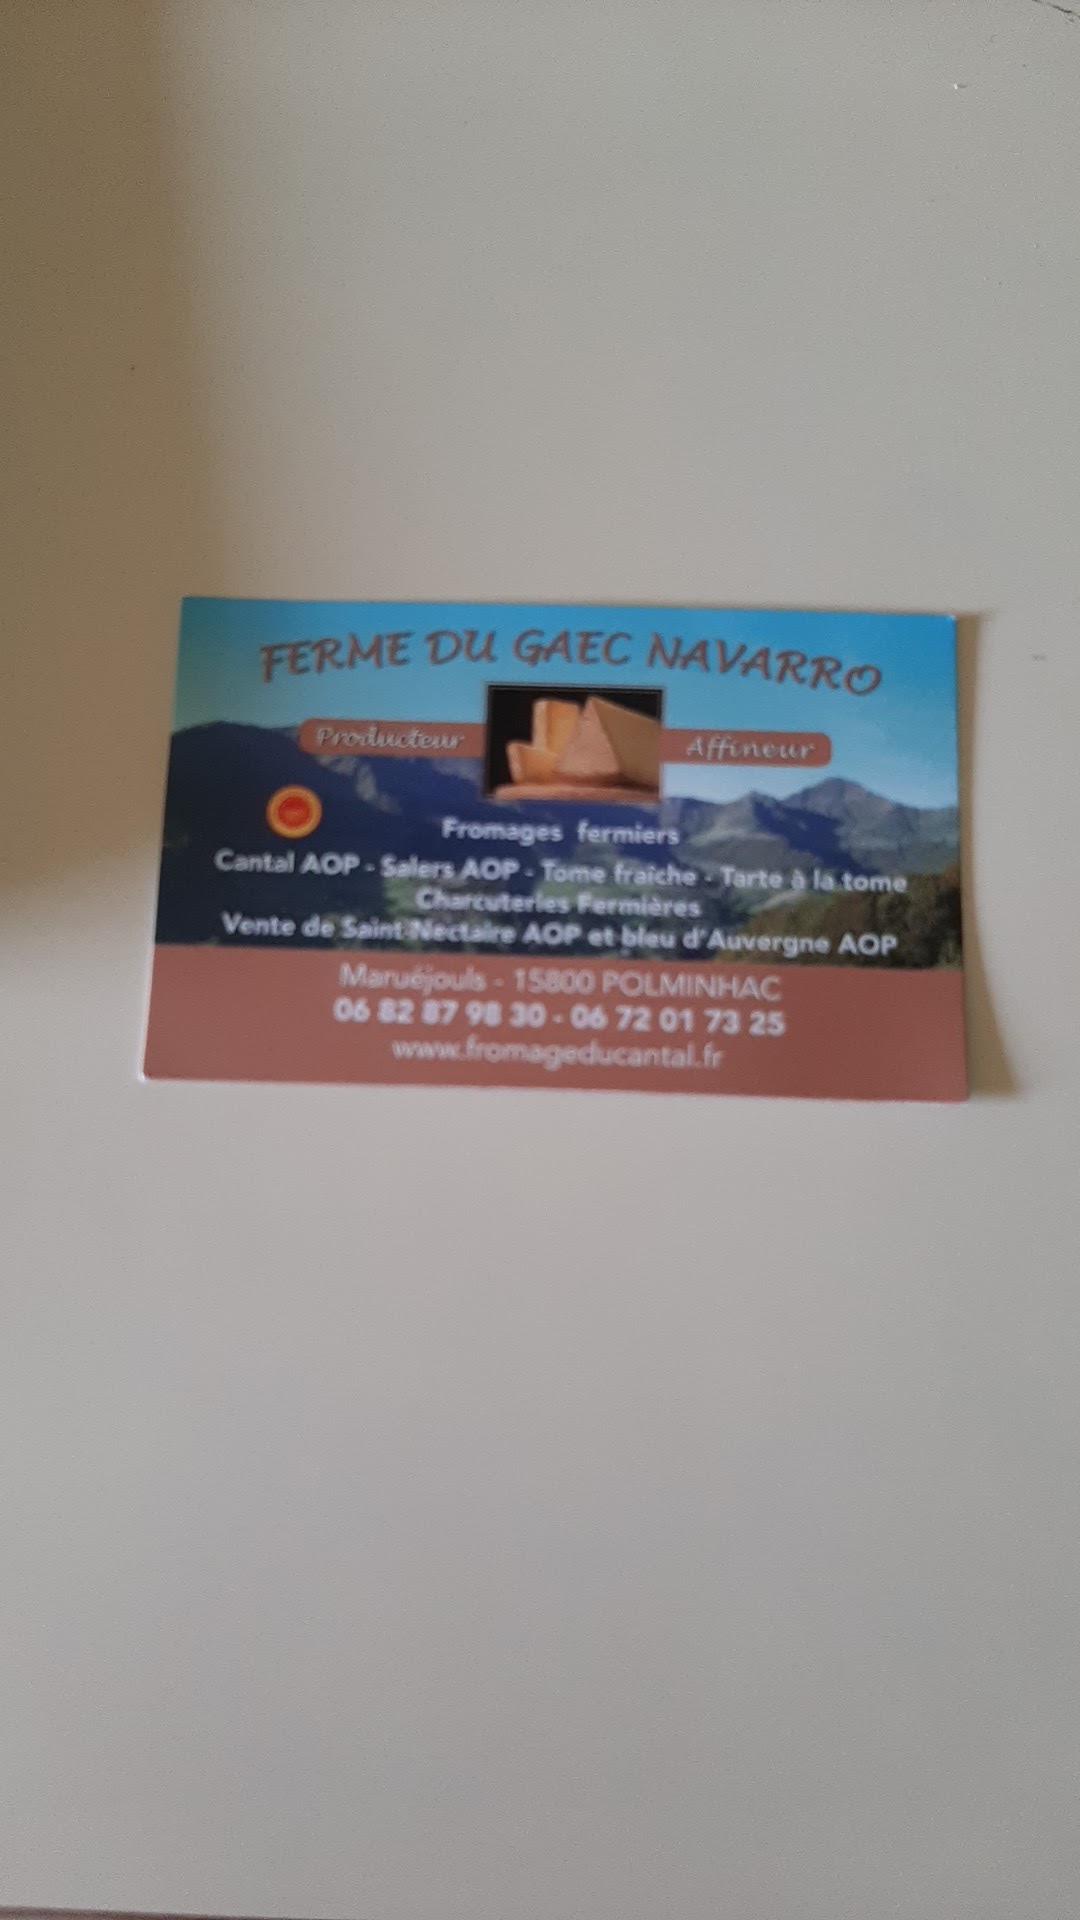 FERME DU GAEC NAVARRO
Producteur
Affineur
Fromages fermiers
Cantal AOP - Salers AOP - Tome fraîche - Tarte à la tome
Charcuteries Fermières
Vente de Saint Nectaire AOP et bleu d'Auvergne AOP
Maruéjouls - 15800 POLMINHAC
06 82 87 98 30 - 06 72 01 73 25
www.fromageducantal.fr